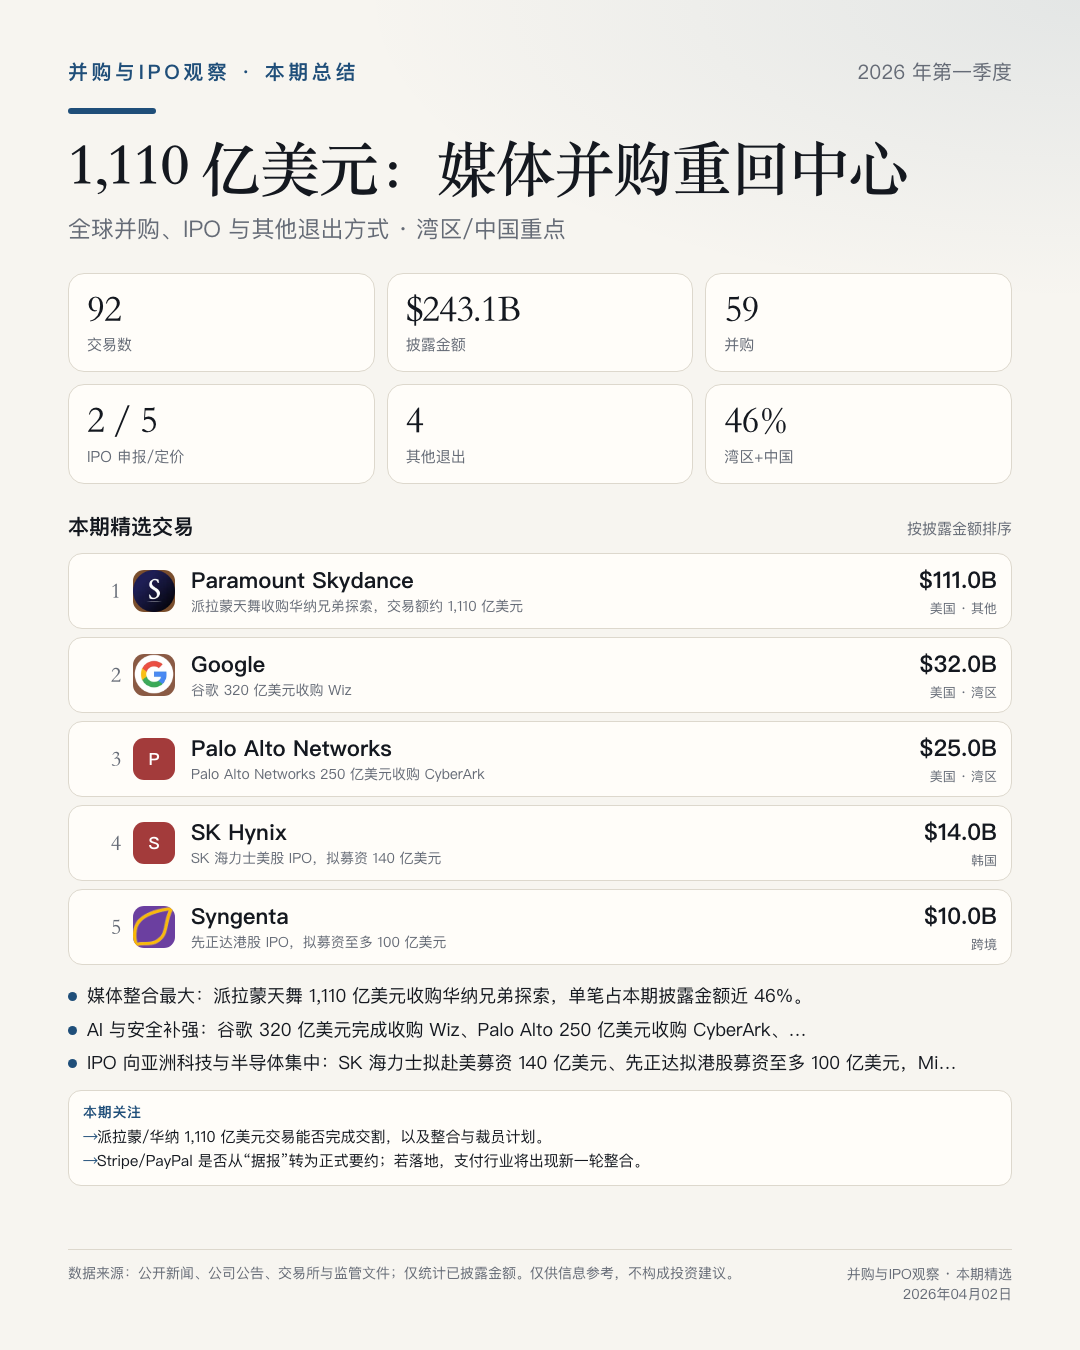 并购与IPO观察 · 本期总结
2026 年第一季度
1,110 亿美元：媒体并购重回中心
全球并购、IPO 与其他退出方式 · 湾区/中国重点
92
交易数
$243.1B
披露金额
59
并购
2 / 5
IPO 申报/定价
4
其他退出
46%
湾区+中国
本期精选交易
按披露金额排序
1
S
Paramount Skydance
派拉蒙天舞收购华纳兄弟探索，交易额约 1,110 亿美元
$111.0B
美国 · 其他
2
G
Google
谷歌 320 亿美元收购 Wiz
$32.0B
美国 · 湾区
3
P
Palo Alto Networks
Palo Alto Networks 250 亿美元收购 CyberArk
$25.0B
美国 · 湾区
4
S
SK Hynix
SK 海力士美股 IPO，拟募资 140 亿美元
$14.0B
韩国
5
Syngenta
先正达港股 IPO，拟募资至多 100 亿美元
$10.0B
跨境
媒体整合最大：派拉蒙天舞 1,110 亿美元收购华纳兄弟探索，单笔占本期披露金额近 46%。
AI 与安全补强：谷歌 320 亿美元完成收购 Wiz、Palo Alto 250 亿美元收购 CyberArk、…
IPO 向亚洲科技与半导体集中：SK 海力士拟赴美募资 140 亿美元、先正达拟港股募资至多 100 亿美元，Mi…
本期关注
→派拉蒙/华纳 1,110 亿美元交易能否完成交割，以及整合与裁员计划。
→Stripe/PayPal 是否从“据报”转为正式要约；若落地，支付行业将出现新一轮整合。
数据来源：公开新闻、公司公告、交易所与监管文件；仅统计已披露金额。仅供信息参考，不构成投资建议。
并购与IPO观察 · 本期精选
2026年04月02日